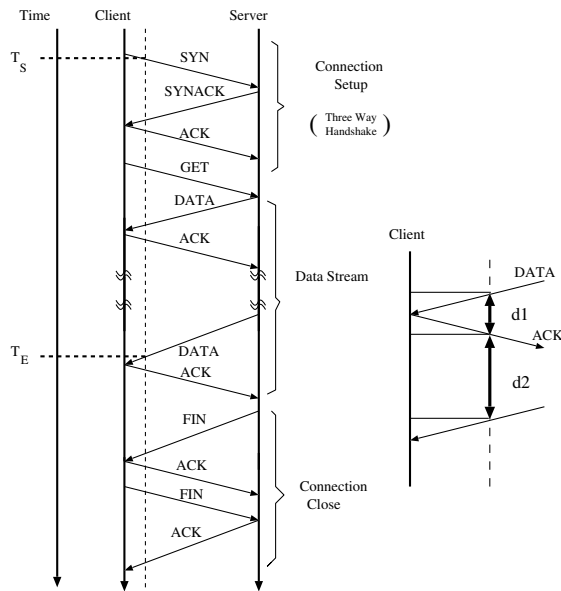 Time
Client
Server
T_S
SYN
SYNACK
ACK
GET
Connection
Setup
( Three Way
Handshake )
DATA
ACK
Data Stream
T_E
DATA
ACK
FIN
ACK
FIN
ACK
Connection
Close
Client
DATA
d1
ACK
d2